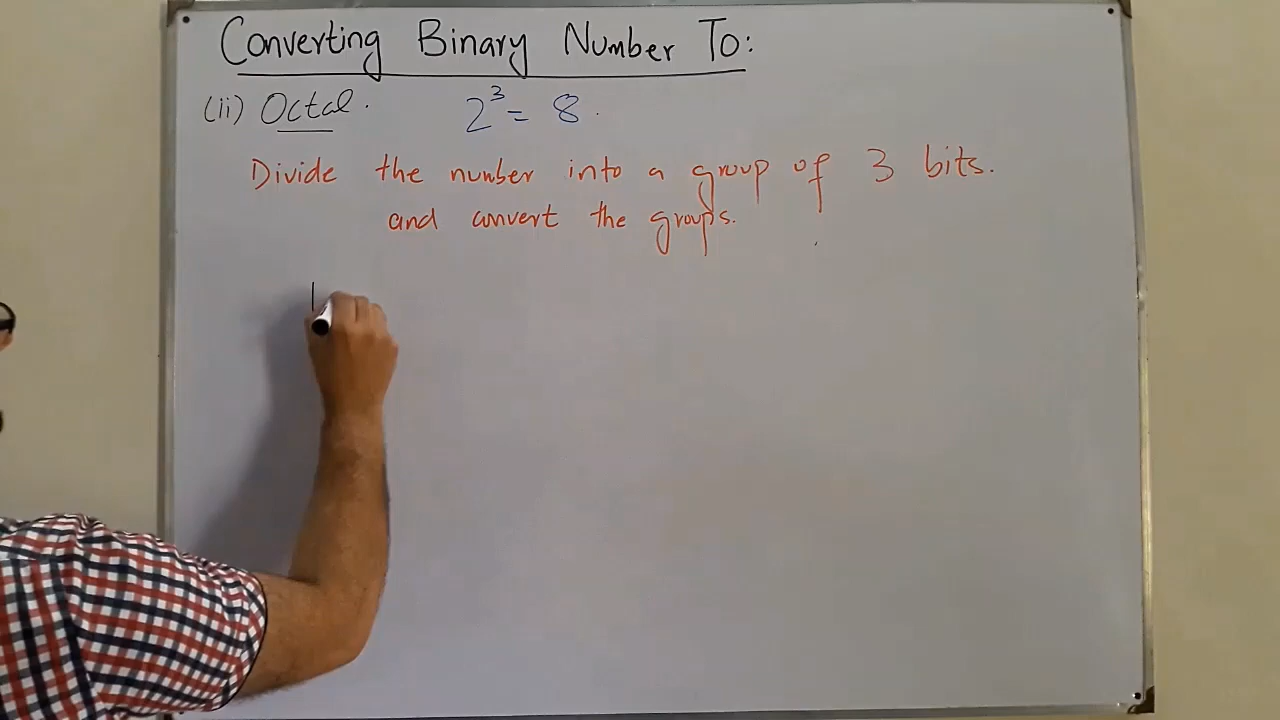 Converting Binary Number To:
(ii) Octal. 2³ = 8.
Divide the number into a group of 3 bits.
and convert the groups.
1